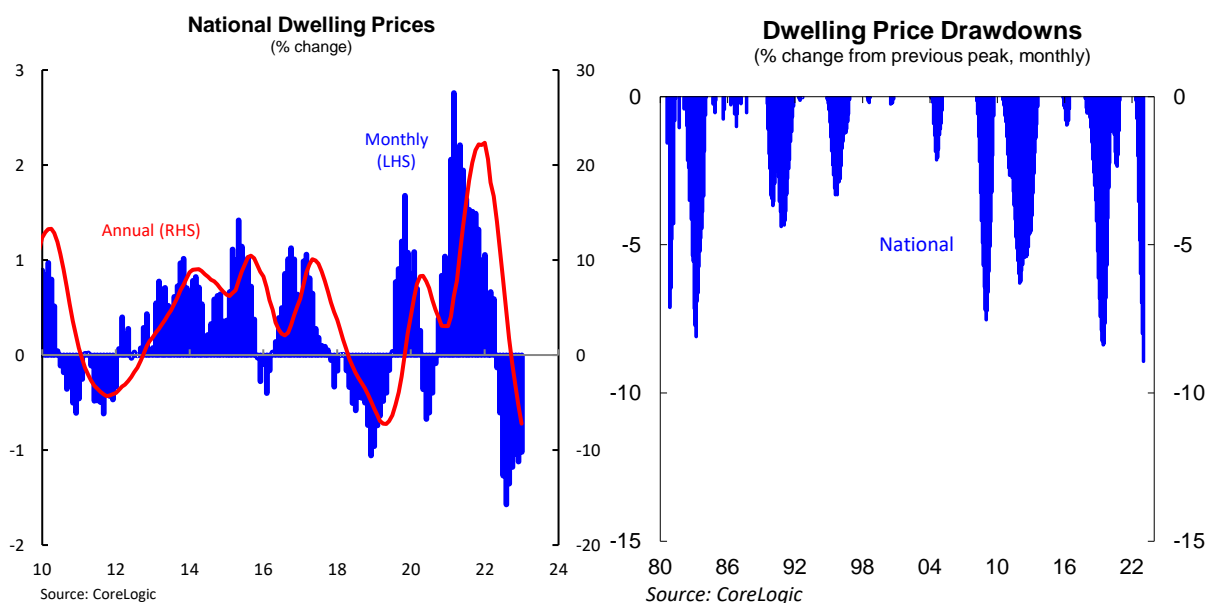 National Dwelling Prices
(% change)
3
30
2
20
1
10
0
0
-1
-10
-2
-20
Monthly
(LHS)
Annual (RHS)
10 12 14 16 18 20 22 24
Source: CoreLogic
Dwelling Price Drawdowns
(% change from previous peak, monthly)
0
0
-5
-5
-10
-10
-15
-15
National
80 86 92 98 04 10 16 22
Source: CoreLogic